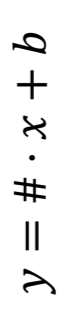 y = # · x + b